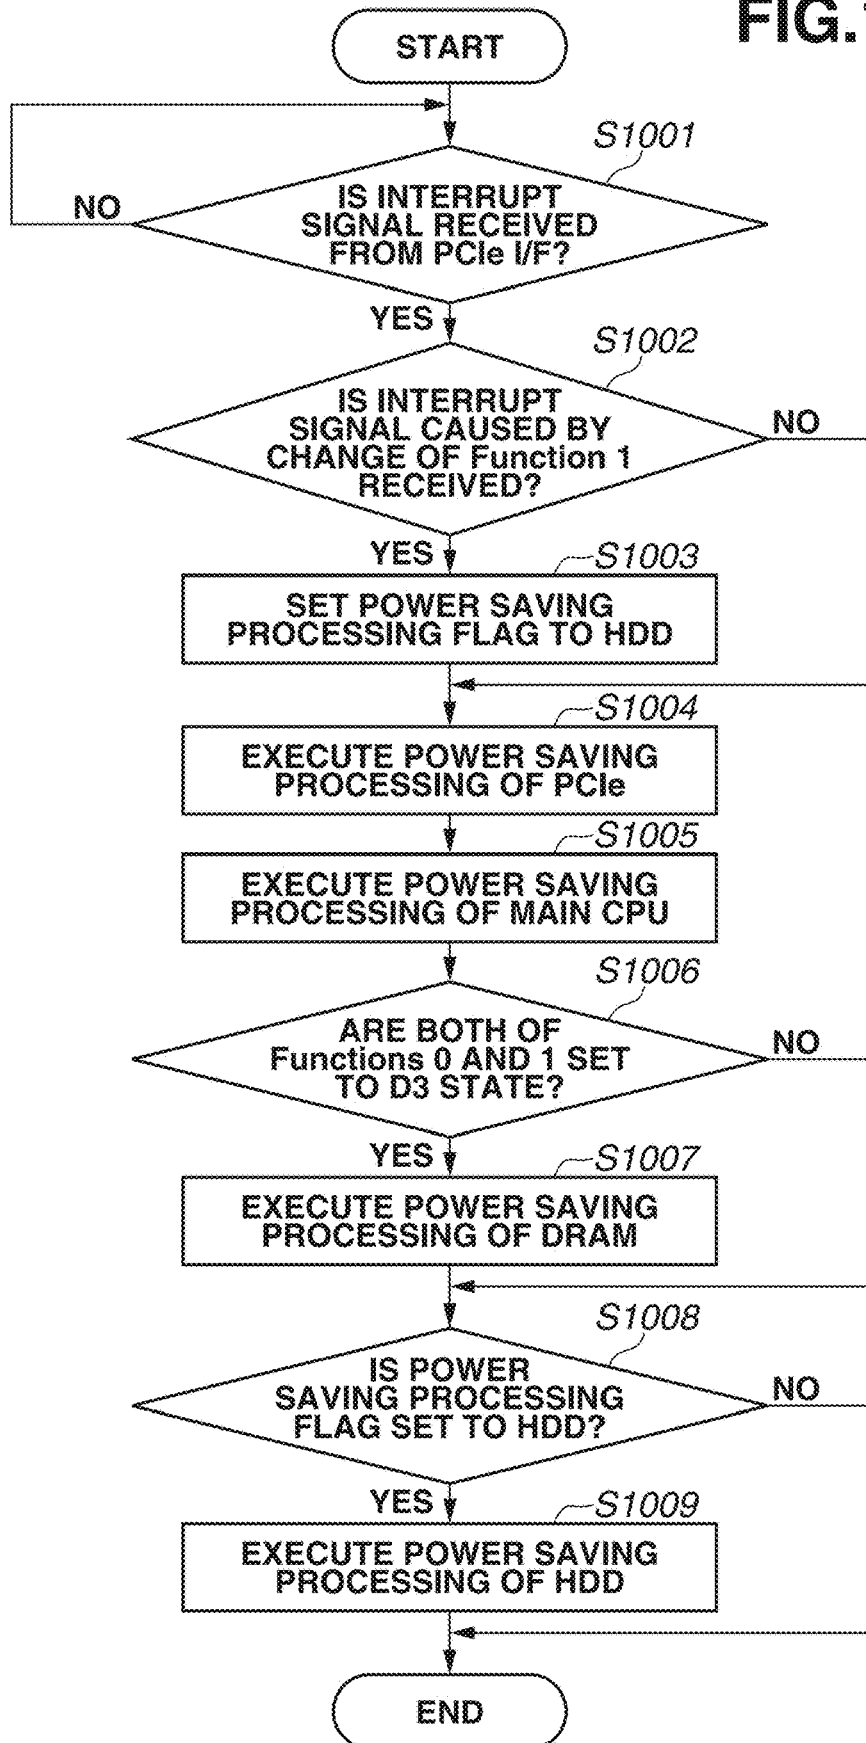 FIG.
START
S1001
IS INTERRUPT
SIGNAL RECEIVED
FROM PCIe I/F?
NO
YES
S1002
IS INTERRUPT
SIGNAL CAUSED BY
CHANGE OF Function 1
RECEIVED?
NO
YES
S1003
SET POWER SAVING
PROCESSING FLAG TO HDD
S1004
EXECUTE POWER SAVING
PROCESSING OF PCIe
S1005
EXECUTE POWER SAVING
PROCESSING OF MAIN CPU
S1006
ARE BOTH OF
Functions 0 AND 1 SET
TO D3 STATE?
NO
YES
S1007
EXECUTE POWER SAVING
PROCESSING OF DRAM
S1008
IS POWER
SAVING PROCESSING
FLAG SET TO HDD?
NO
YES
S1009
EXECUTE POWER SAVING
PROCESSING OF HDD
END